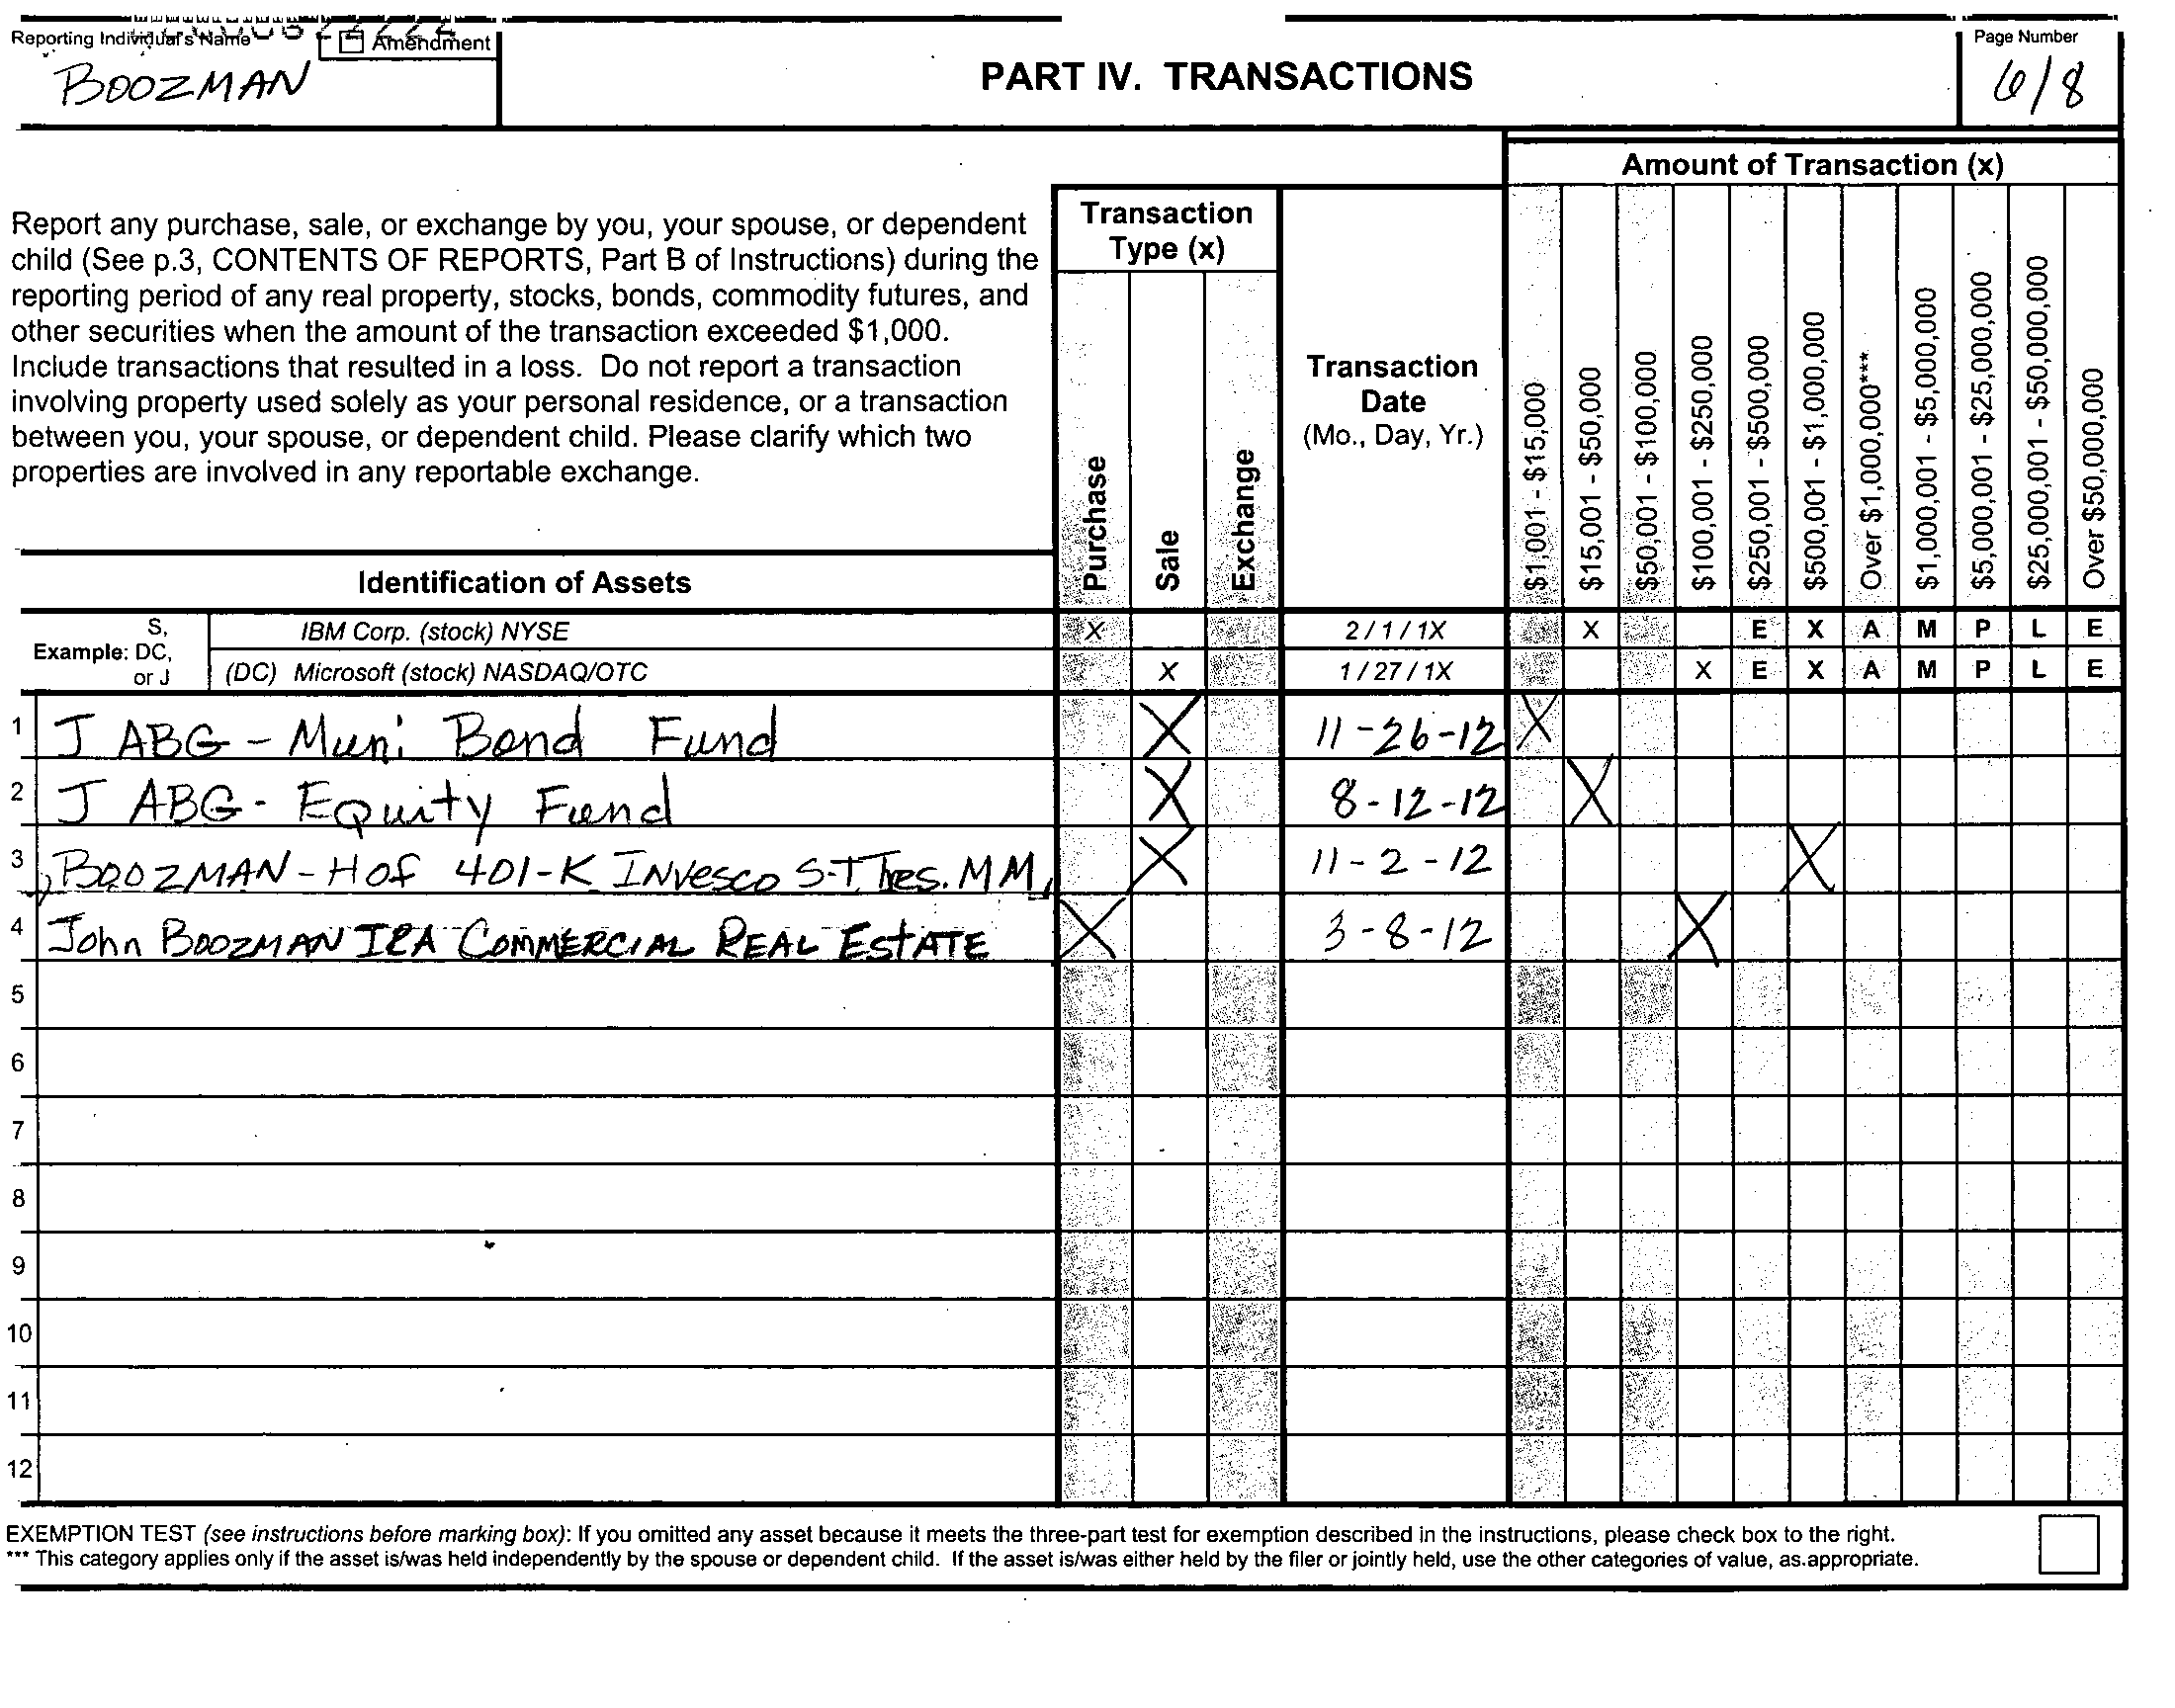 Reporting Individual's Name
Amendment
BOOZMAN
PART IV. TRANSACTIONS
Page Number
6/8
Amount of Transaction (x)
Report any purchase, sale, or exchange by you, your spouse, or dependent
child (See p.3, CONTENTS OF REPORTS, Part B of Instructions) during the
reporting period of any real property, stocks, bonds, commodity futures, and
other securities when the amount of the transaction exceeded $1,000.
Include transactions that resulted in a loss. Do not report a transaction
involving property used solely as your personal residence, or a transaction
between you, your spouse, or dependent child. Please clarify which two
properties are involved in any reportable exchange.
Transaction
Type (x)
Purchase
Sale
Exchange
Transaction
Date
(Mo., Day, Yr.)
$1,001 - $15,000
$15,001 - $50,000
$50,001 - $100,000
$100,001 - $250,000
$250,001 - $500,000
$500,001 - $1,000,000
Over $1,000,000***
$1,000,001 - $5,000,000
$5,000,001 - $25,000,000
$25,000,001 - $50,000,000
Over $50,000,000
Identification of Assets
Example: S, DC, or J
IBM Corp. (stock) NYSE X 2/1/1X X E X A M P L E
(DC) Microsoft (stock) NASDAQ/OTC X 1/27/1X X E X A M P L E
1 J ABG - Muni Bond Fund X 11-26-12 X
2 J ABG - Equity Fund X 8-12-12 X
3 BOOZMAN-Hof 401-K Invesco S-T Tres. MM X 11-2-12 X
4 John BOOZMAN IRA COMMERCIAL REAL ESTATE X 3-8-12 X
5
6
7
8
9
10
11
12
EXEMPTION TEST (see instructions before marking box): If you omitted any asset because it meets the three-part test for exemption described in the instructions, please check box to the right.
*** This category applies only if the asset is/was held independently by the spouse or dependent child. If the asset is/was either held by the filer or jointly held, use the other categories of value, as appropriate.